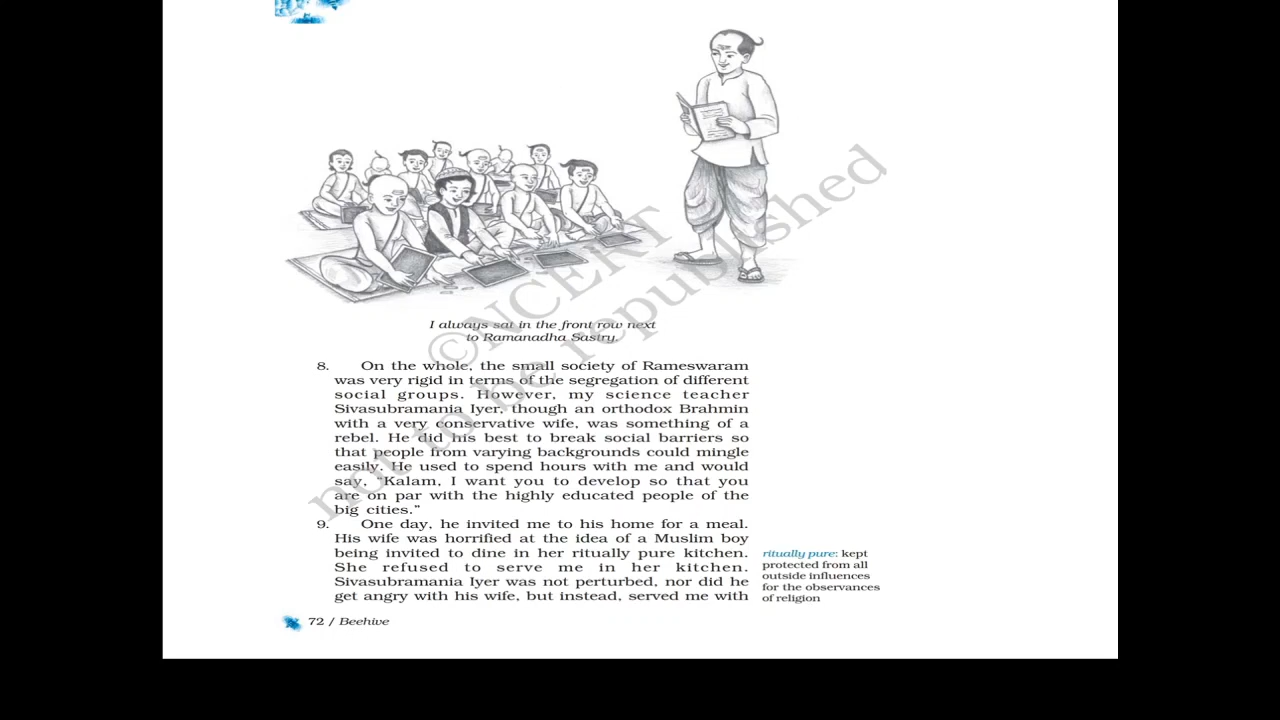 I always sat in the front row next
to Ramanadha Sastry.
©NCERT
not to be republished
8. On the whole, the small society of Rameswaram
was very rigid in terms of the segregation of different
social groups. However, my science teacher
Sivasubramania Iyer, though an orthodox Brahmin
with a very conservative wife, was something of a
rebel. He did his best to break social barriers so
that people from varying backgrounds could mingle
easily. He used to spend hours with me and would
say, “Kalam, I want you to develop so that you
are on par with the highly educated people of the
big cities.”
9. One day, he invited me to his home for a meal.
His wife was horrified at the idea of a Muslim boy
being invited to dine in her ritually pure kitchen.
She refused to serve me in her kitchen.
Sivasubramania Iyer was not perturbed, nor did he
get angry with his wife, but instead, served me with
ritually pure: kept
protected from all
outside influences
for the observances
of religion
72 / Beehive